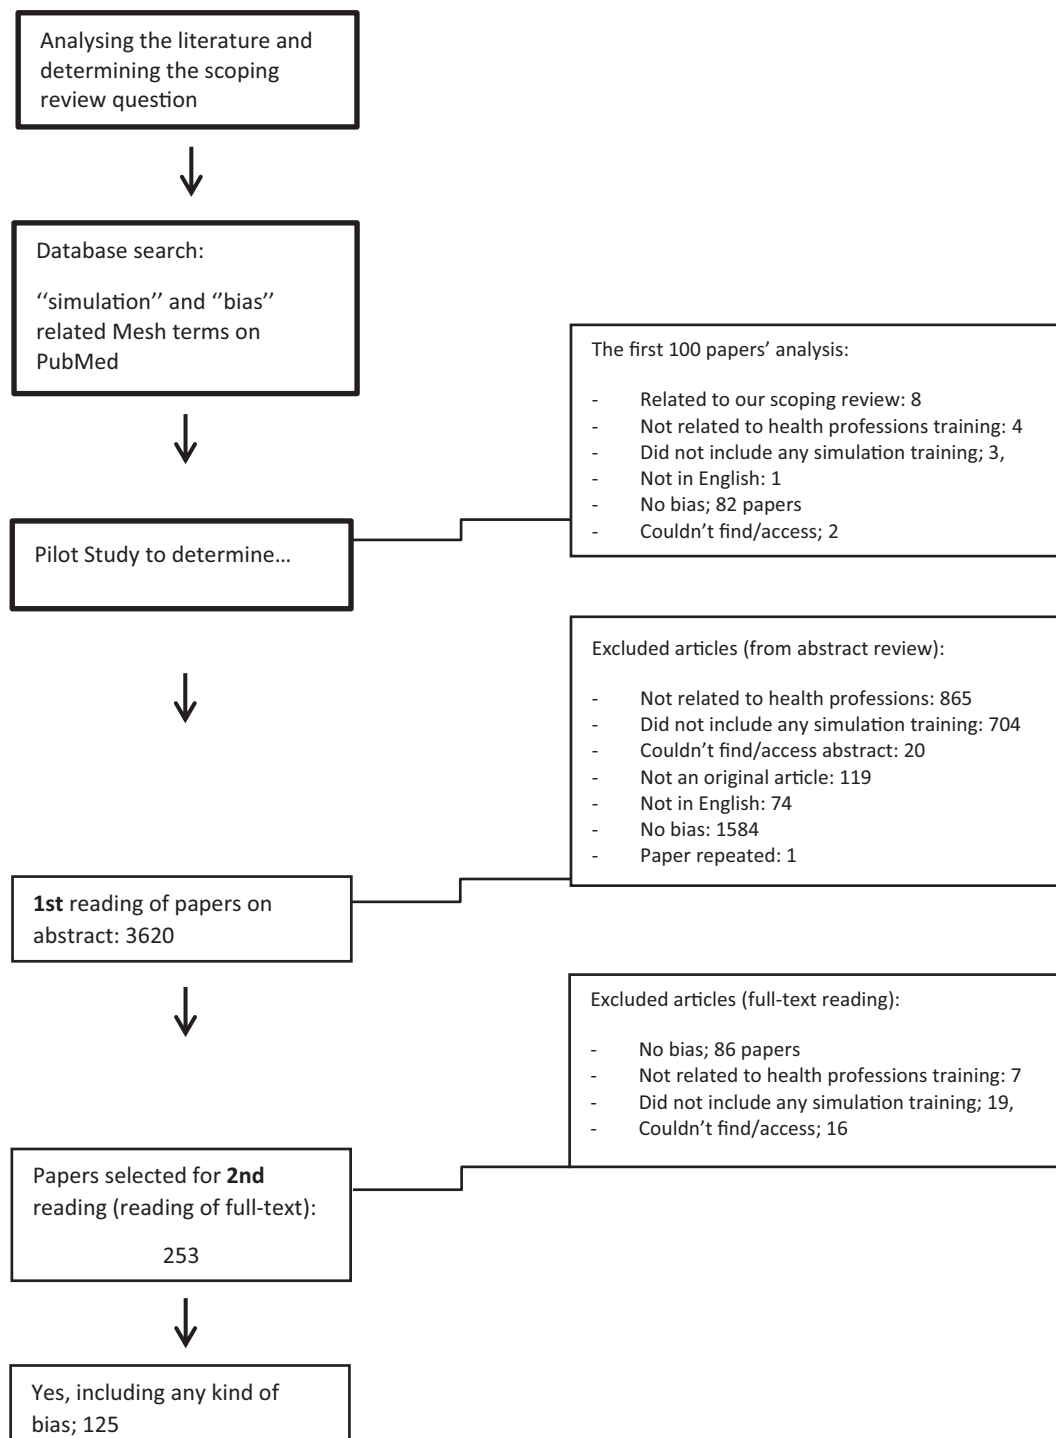 Analysing the literature and
determining the scoping
review question
Database search:
‘‘simulation’’ and “bias’’
related Mesh terms on
PubMed
The first 100 papers’ analysis:
- Related to our scoping review: 8
- Not related to health professions training: 4
- Did not include any simulation training; 3,
- Not in English: 1
- No bias; 82 papers
- Couldn’t find/access; 2
Pilot Study to determine…
Excluded articles (from abstract review):
- Not related to health professions: 865
- Did not include any simulation training: 704
- Couldn’t find/access abstract: 20
- Not an original article: 119
- Not in English: 74
- No bias: 1584
- Paper repeated: 1
1st reading of papers on
abstract: 3620
Excluded articles (full-text reading):
- No bias; 86 papers
- Not related to health professions training: 7
- Did not include any simulation training; 19,
- Couldn’t find/access; 16
Papers selected for 2nd
reading (reading of full-text):
253
Yes, including any kind of
bias; 125